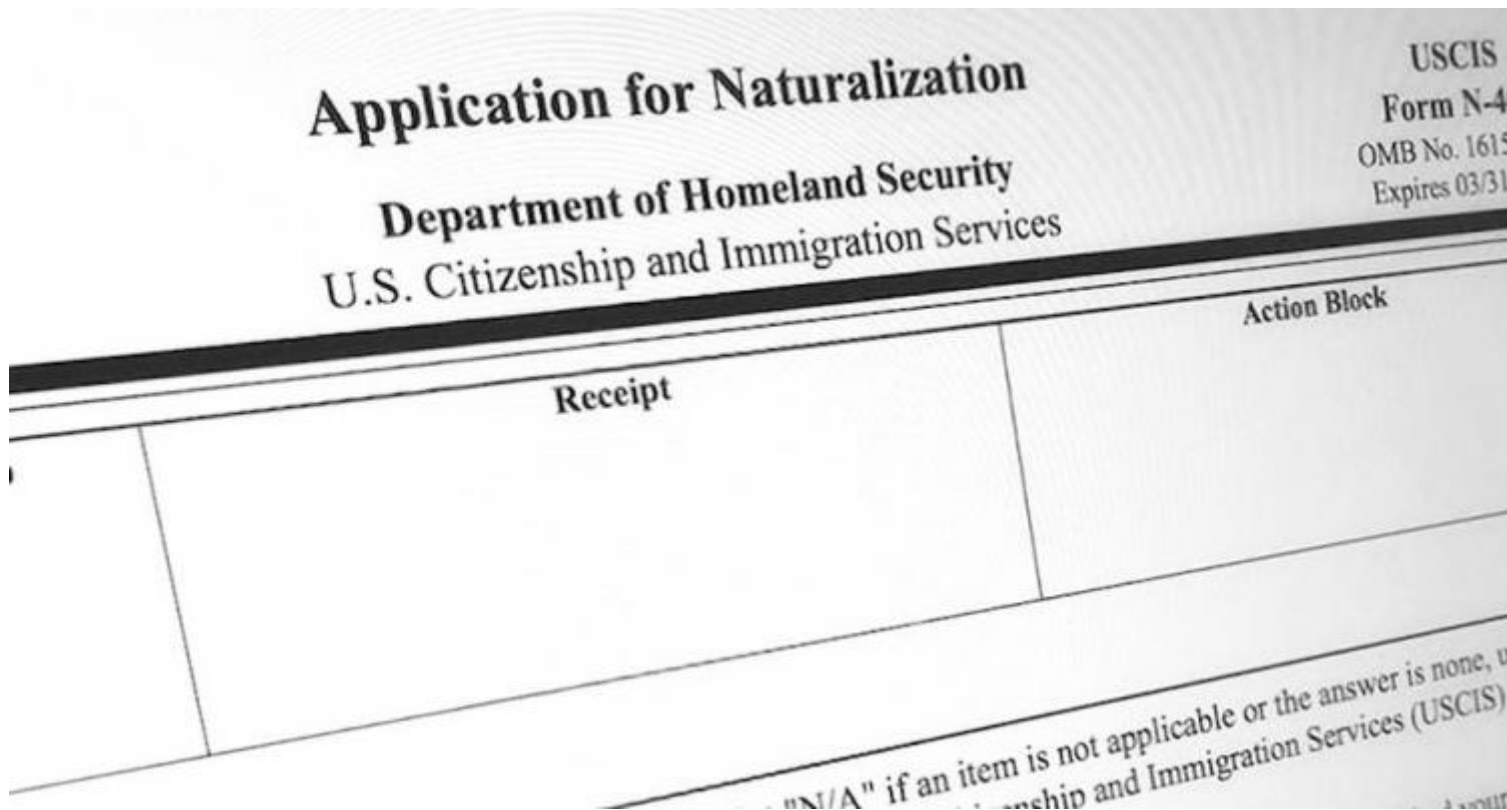 Application for Naturalization
Department of Homeland Security
U.S. Citizenship and Immigration Services
USCIS
Form N-4
OMB No. 1615
Expires 03/31
Receipt
Action Block
"N/A" if an item is not applicable or the answer is none, u
and Immigration Services (USCIS)